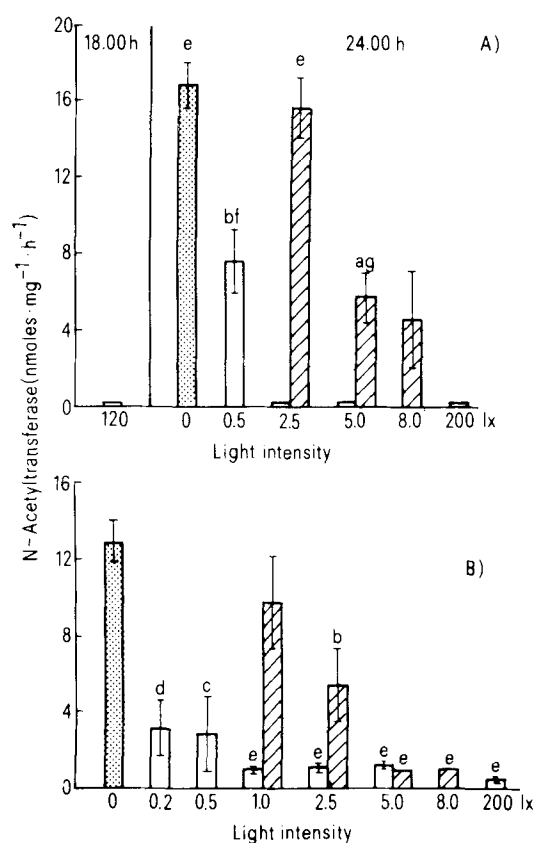 20
18.00 h
24.00 h
A)
e
e
16
12
bf
8
ag
4
0
120
0
0.5
2.5
5.0
8.0
200 lx
Light intensity
N-Acetyltransferase (nmoles·mg⁻¹·h⁻¹)
16
B)
12
8
b
d
c
4
e
e
e
e
e
e
0
0
0.2
0.5
1.0
2.5
5.0
8.0
200 lx
Light intensity